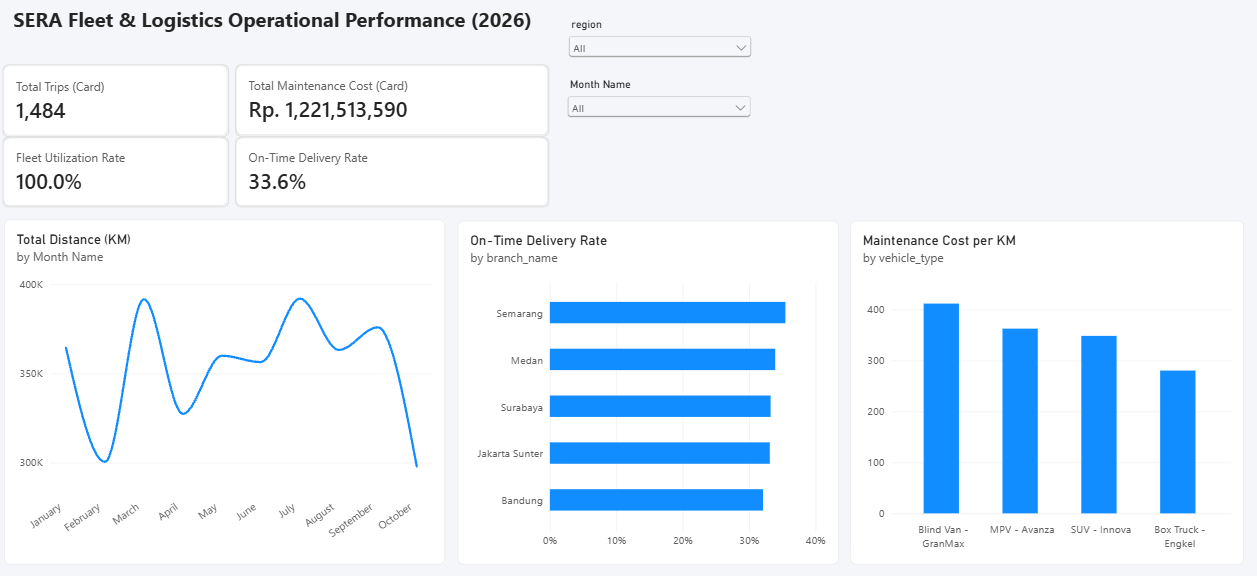 SERA Fleet & Logistics Operational Performance (2026)
region
All
Month Name
All
Total Trips (Card)
1,484
Total Maintenance Cost (Card)
Rp. 1,221,513,590
Fleet Utilization Rate
100.0%
On-Time Delivery Rate
33.6%
Total Distance (KM)
by Month Name
400K
350K
300K
January
February
March
April
May
June
July
August
September
October
On-Time Delivery Rate
by branch_name
Semarang
Medan
Surabaya
Jakarta Sunter
Bandung
0%
10%
20%
30%
40%
Maintenance Cost per KM
by vehicle_type
400
300
200
100
0
Blind Van -
GranMax
MPV - Avanza
SUV - Innova
Box Truck -
Engkel